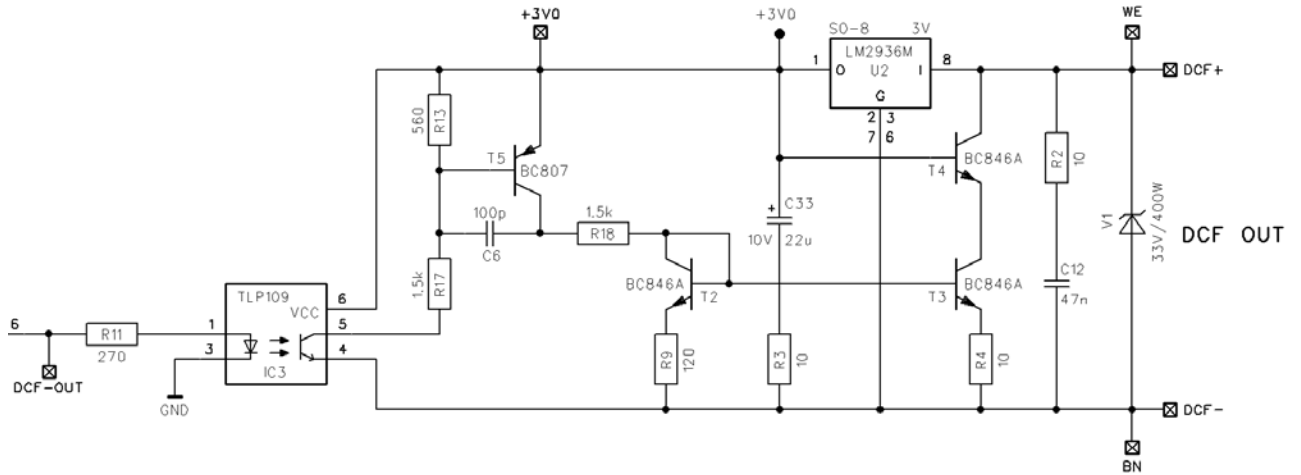 +3V0
+3V0
SO-8 3V
WE
LM2936M
1 O U2 I 8
DCF+
G
2 3
7 6
560 R13
T5
BC807
BC846A
T4
R2 10
100p
C6
1.5k
R18
+ C33
10V 22u
V1
33V/400W
DCF OUT
1.5k R17
BC846A
T2
BC846A
T3
C12
47n
TLP109
VCC 6
6
R11
270
1
5
3
4
IC3
R9 120
R3 10
R4 10
DCF-OUT
GND
DCF-
BN